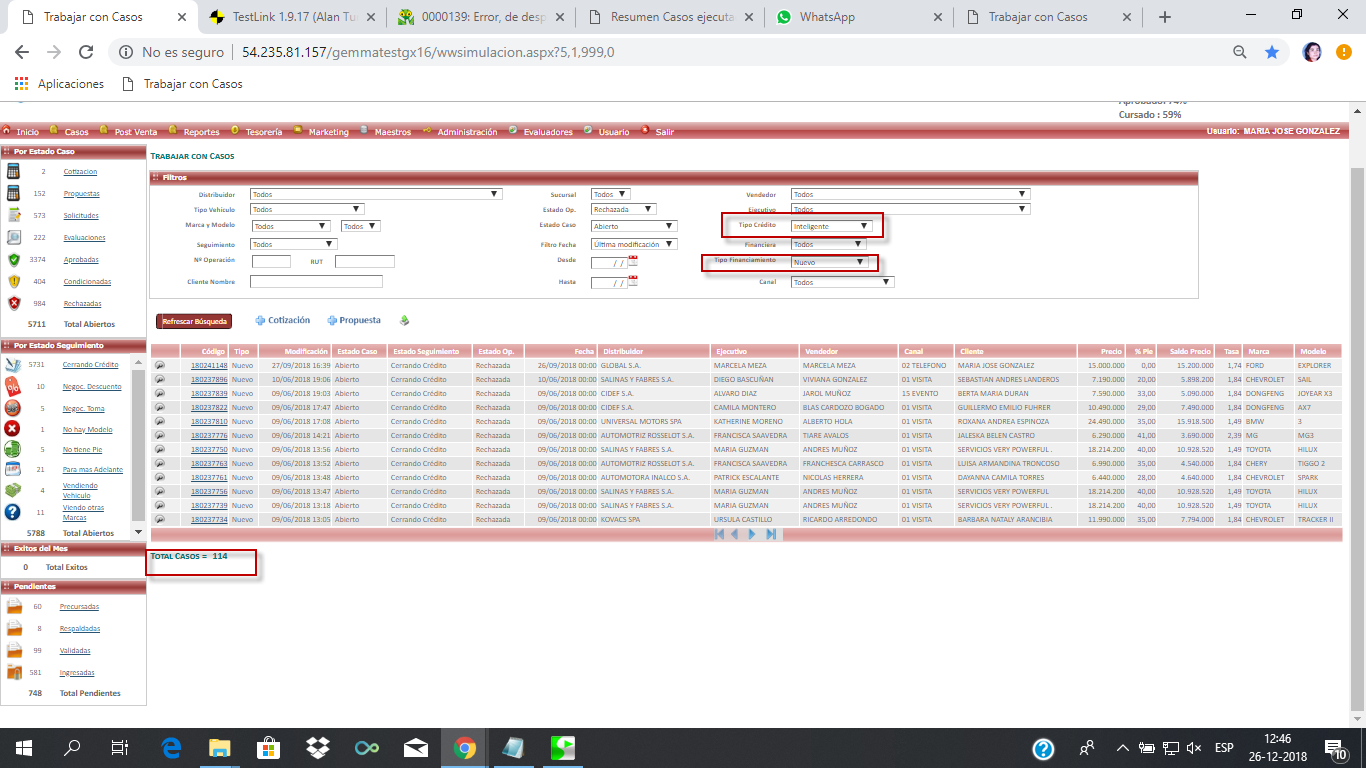 Trabajar con Casos
TestLink 1.9.17 (Alan Tu
0000139: Error, de desp
Resumen Casos ejecuta
WhatsApp
Trabajar con Casos
No es seguro
54.235.81.157/gemmatestgx16/wwsimulacion.aspx?5,1,999,0
Aplicaciones
Trabajar con Casos
Cursado : 59%
Inicio Casos Post Venta Reportes Tesorería Marketing Maestros Administración Evaluadores Usuario Salir
Usuario: MARIA JOSE GONZALEZ
Por Estado Caso
2 Cotizacion
152 Propuestas
573 Solicitudes
222 Evaluaciones
3374 Aprobadas
404 Condicionadas
984 Rechazadas
5711 Total Abiertos
Por Estado Seguimiento
5731 Cerrando Crédito
10 Negoc. Descuento
5 Negoc. Toma
1 No hay Modelo
5 No tiene Pie
21 Para mas Adelante
4 Vendiendo Vehiculo
11 Viendo otras Marcas
5788 Total Abiertos
Exitos del Mes
0 Total Exitos
Pendientes
60 Precursadas
8 Respaldadas
99 Validadas
581 Ingresadas
748 Total Pendientes
TRABAJAR CON CASOS
Filtros
Distribuidor Todos Sucursal Todos Vendedor Todos
Tipo Vehiculo Todos Estado Op. Rechazada Ejecutivo Todos
Marca y Modelo Todos Todos Estado Caso Abierto Tipo Crédito Inteligente
Seguimiento Todos Filtro Fecha Última modificación Financiera Todos
Nº Operación RUT Desde / / Tipo Financiamiento Nuevo
Cliente Nombre Hasta / / Canal Todos
Refrescar Búsqueda Cotización Propuesta
Código Tipo Modificación Estado Caso Estado Seguimiento Estado Op. Fecha Distribuidor Ejecutivo Vendedor Canal Cliente Precio % Pie Saldo Precio Tasa Marca Modelo
180241148 Nuevo 27/09/2018 16:39 Abierto Cerrando Crédito Rechazada 26/09/2018 00:00 GLOBAL S.A. MARCELA MEZA MARCELA MEZA 02 TELEFONO MARIA JOSE GONZALEZ 15.000.000 0,00 15.200.000 1,74 FORD EXPLORER
180237896 Nuevo 10/06/2018 19:06 Abierto Cerrando Crédito Rechazada 10/06/2018 00:00 SALINAS Y FABRES S.A. DIEGO BASCUÑAN VIVIANA GONZALEZ 01 VISITA SEBASTIAN ANDRES LANDEROS 7.190.000 20,00 5.898.200 1,84 CHEVROLET SAIL
180237839 Nuevo 09/06/2018 19:03 Abierto Cerrando Crédito Rechazada 09/06/2018 00:00 CIDEF S.A. ALVARO DIAZ JAROL MUÑOZ 15 EVENTO BERTA MARIA DURAN 7.590.000 33,00 5.090.000 1,84 DONGFENG JOYEAR X3
180237822 Nuevo 09/06/2018 17:47 Abierto Cerrando Crédito Rechazada 09/06/2018 00:00 CIDEF S.A. CAMILA MONTERO BLAS CARDOZO BOGADO 01 VISITA GUILLERMO EMILIO FUHRER 10.490.000 29,00 7.490.000 1,84 DONGFENG AX7
180237810 Nuevo 09/06/2018 17:08 Abierto Cerrando Crédito Rechazada 09/06/2018 00:00 UNIVERSAL MOTORS SPA KATHERINE MORENO ALBERTO HOLA 01 VISITA ROXANA ANDREA ESPINOZA 24.490.000 35,00 15.918.500 1,49 BMW 3
180237776 Nuevo 09/06/2018 14:21 Abierto Cerrando Crédito Rechazada 09/06/2018 00:00 AUTOMOTRIZ ROSSELOT S.A. FRANCISCA SAAVEDRA TIARE AVALOS 01 VISITA JALESKA BELEN CASTRO 6.290.000 41,00 3.690.000 2,39 MG MG3
180237750 Nuevo 09/06/2018 13:56 Abierto Cerrando Crédito Rechazada 09/06/2018 00:00 SALINAS Y FABRES S.A. MARIA GUZMAN ANDRES MUÑOZ 01 VISITA SERVICIOS VERY POWERFUL . 18.214.200 40,00 10.928.520 1,49 TOYOTA HILUX
180237763 Nuevo 09/06/2018 13:52 Abierto Cerrando Crédito Rechazada 09/06/2018 00:00 AUTOMOTRIZ ROSSELOT S.A. FRANCISCA SAAVEDRA FRANCHESCA CARRASCO 01 VISITA LUISA ARMANDINA TRONCOSO 6.990.000 35,00 4.540.000 1,84 CHERY TIGGO 2
180237761 Nuevo 09/06/2018 13:48 Abierto Cerrando Crédito Rechazada 09/06/2018 00:00 AUTOMOTORA INALCO S.A. PATRICK ESCALANTE NICOLAS HERRERA 01 VISITA DAYANNA CAMILA TORRES 6.440.000 28,00 4.640.000 1,84 CHEVROLET SPARK
180237756 Nuevo 09/06/2018 13:47 Abierto Cerrando Crédito Rechazada 09/06/2018 00:00 SALINAS Y FABRES S.A. MARIA GUZMAN ANDRES MUÑOZ 01 VISITA SERVICIOS VERY POWERFUL 18.214.200 40,00 10.928.520 1,49 TOYOTA HILUX
180237739 Nuevo 09/06/2018 13:18 Abierto Cerrando Crédito Rechazada 09/06/2018 00:00 SALINAS Y FABRES S.A. MARIA GUZMAN ANDRES MUÑOZ 01 VISITA SERVICIOS VERY POWERFUL . 18.214.200 40,00 10.928.520 1,49 TOYOTA HILUX
180237734 Nuevo 09/06/2018 13:05 Abierto Cerrando Crédito Rechazada 09/06/2018 00:00 KOVACS SPA URSULA CASTILLO RICARDO ARREDONDO 01 VISITA BARBARA NATALY ARANCIBIA 11.990.000 35,00 7.794.000 1,84 CHEVROLET TRACKER II
TOTAL CASOS = 114
ESP
12:46
26-12-2018
10